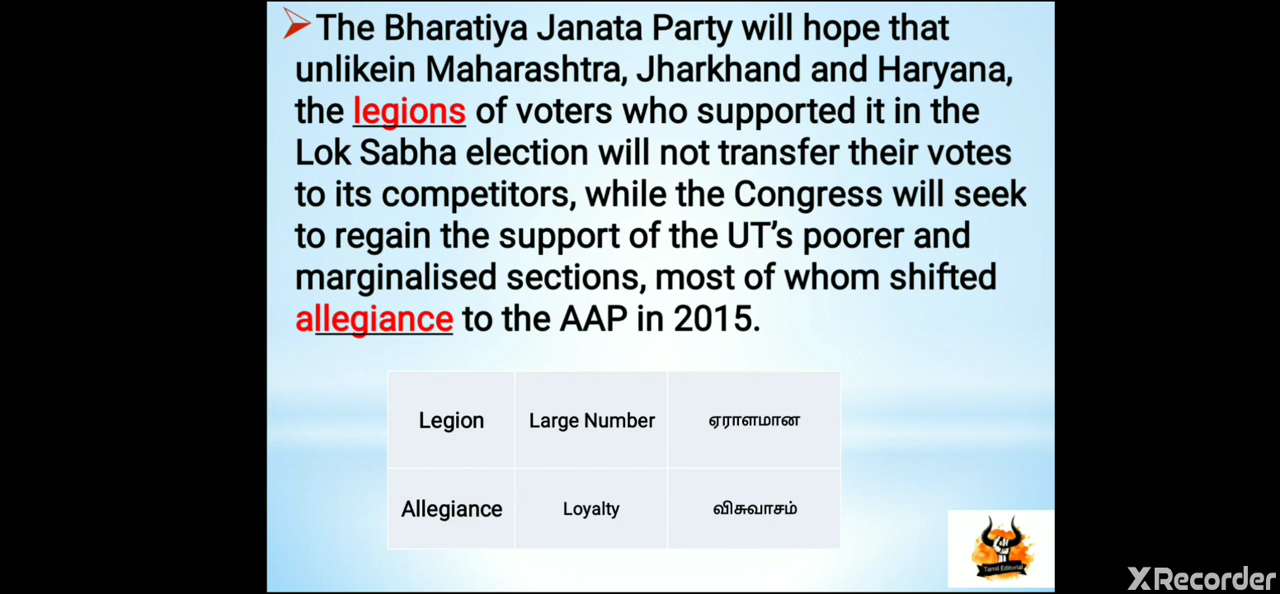 The Bharatiya Janata Party will hope that
unlikein Maharashtra, Jharkhand and Haryana,
the legions of voters who supported it in the
Lok Sabha election will not transfer their votes
to its competitors, while the Congress will seek
to regain the support of the UT’s poorer and
marginalised sections, most of whom shifted
allegiance to the AAP in 2015.
Legion Large Number ஏராளமான
Allegiance Loyalty விசுவாசம்
Tamil Editorial
XRecorder